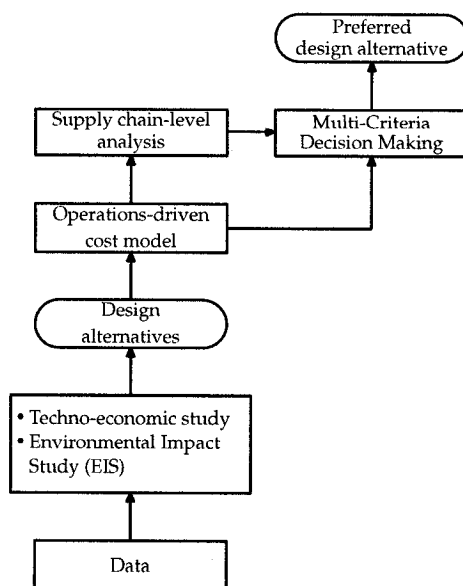 Preferred
design alternative
Supply chain-level
analysis
Multi-Criteria
Decision Making
Operations-driven
cost model
Design
alternatives
• Techno-economic study
• Environmental Impact
Study (EIS)
Data